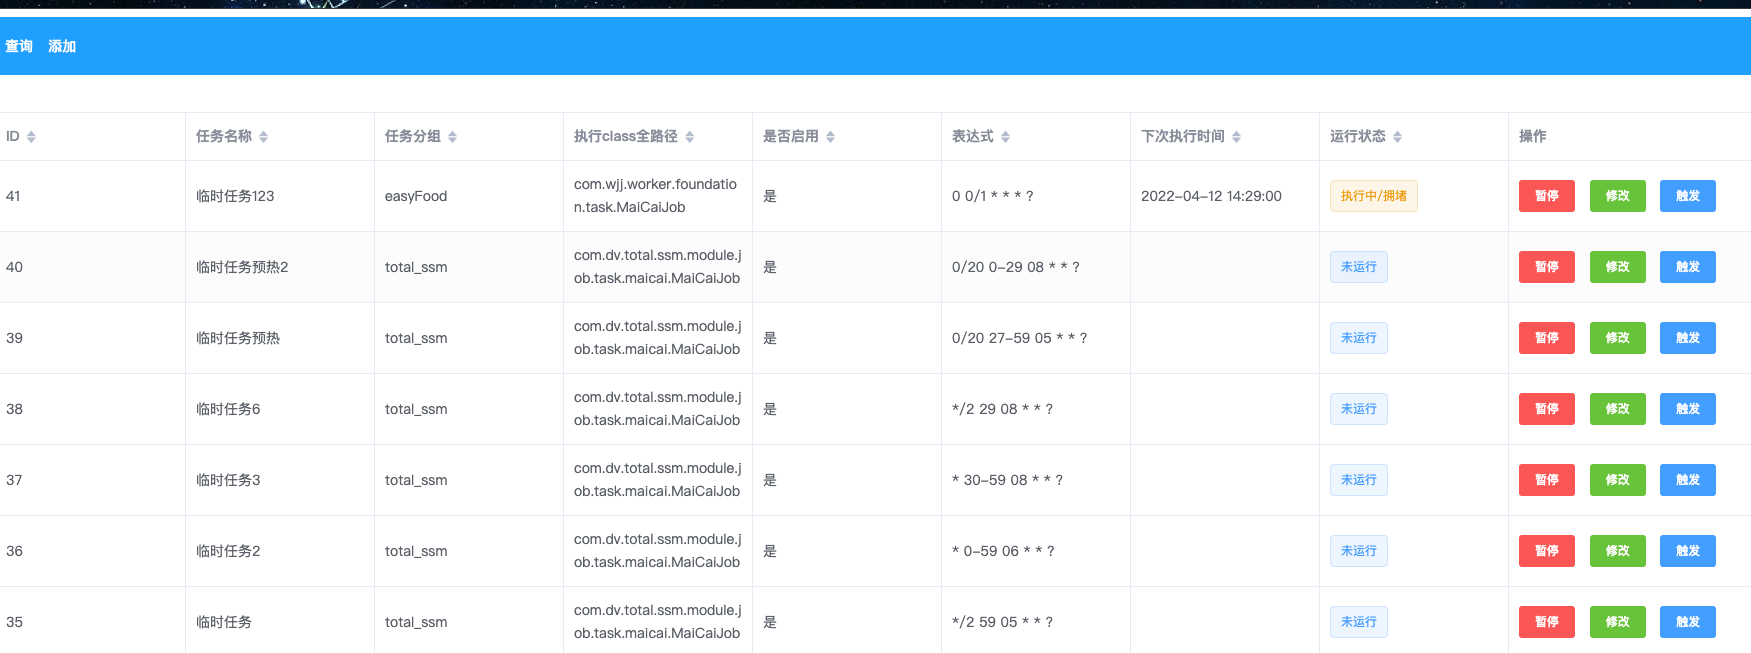 查询 添加
ID 任务名称 任务分组 执行class全路径 是否启用 表达式 下次执行时间 运行状态 操作
41 临时任务123 easyFood com.wjj.worker.foundatio 是 0 0/1 * * * ? 2022-04-12 14:29:00 执行中/拥堵 暂停 修改 触发
n.task.MaiCaiJob
40 临时任务预热2 total_ssm com.dv.total.ssm.module.j 是 0/20 0-29 08 * * ? 未运行 暂停 修改 触发
ob.task.maicai.MaiCaiJob
39 临时任务预热 total_ssm com.dv.total.ssm.module.j 是 0/20 27-59 05 * * ? 未运行 暂停 修改 触发
ob.task.maicai.MaiCaiJob
38 临时任务6 total_ssm com.dv.total.ssm.module.j 是 */2 29 08 * * ? 未运行 暂停 修改 触发
ob.task.maicai.MaiCaiJob
37 临时任务3 total_ssm com.dv.total.ssm.module.j 是 * 30-59 08 * * ? 未运行 暂停 修改 触发
ob.task.maicai.MaiCaiJob
36 临时任务2 total_ssm com.dv.total.ssm.module.j 是 * 0-59 06 * * ? 未运行 暂停 修改 触发
ob.task.maicai.MaiCaiJob
35 临时任务 total_ssm com.dv.total.ssm.module.j 是 */2 59 05 * * ? 未运行 暂停 修改 触发
ob.task.maicai.MaiCaiJob